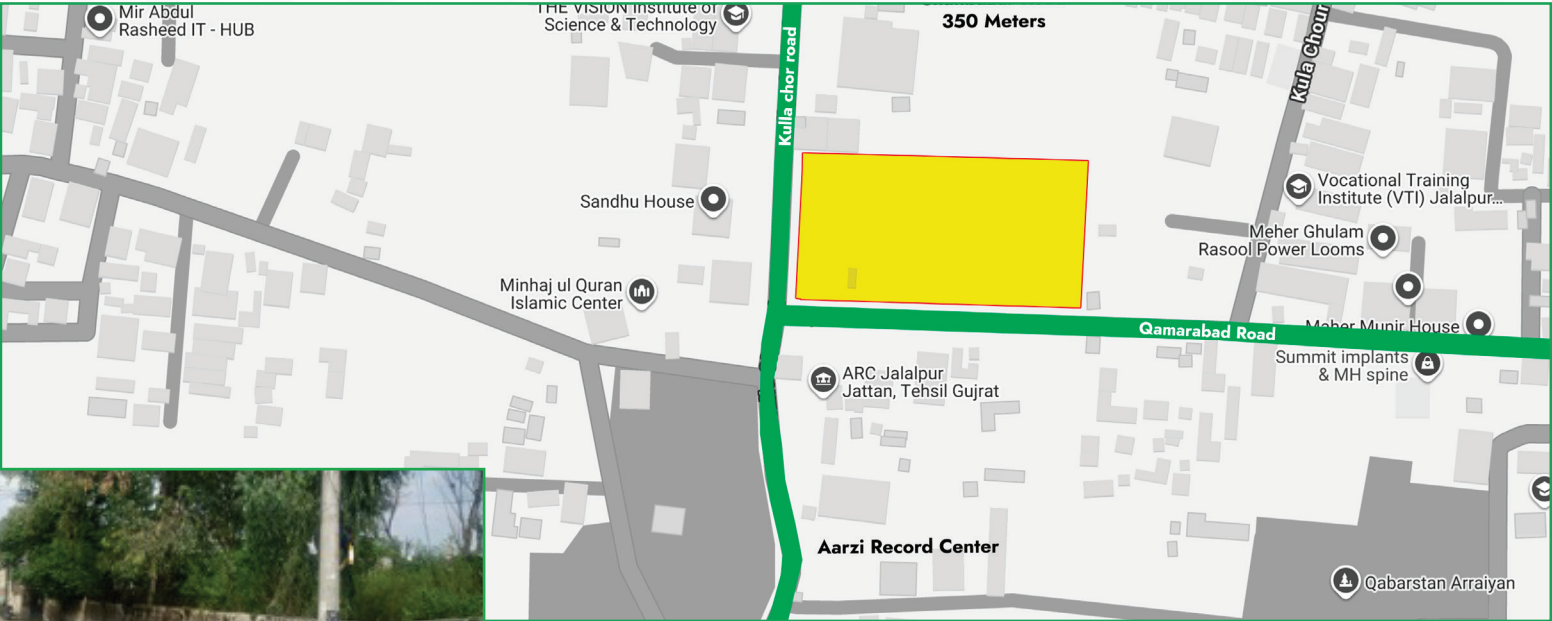 Mir Abdul
Rasheed IT - HUB
THE VISION Institute of
Science & Technology
350 Meters
Kulla chor road
Kula Chour
Sandhu House
Vocational Training
Institute (VTI) Jalalpur...
Meher Ghulam
Rasool Power Looms
Minhaj ul Quran
Islamic Center
Qamarabad Road
Maher Munir House
Summit implants
& MH spine
ARC Jalalpur
Jattan, Tehsil Gujrat
Aarzi Record Center
Qabarstan Arraiyan